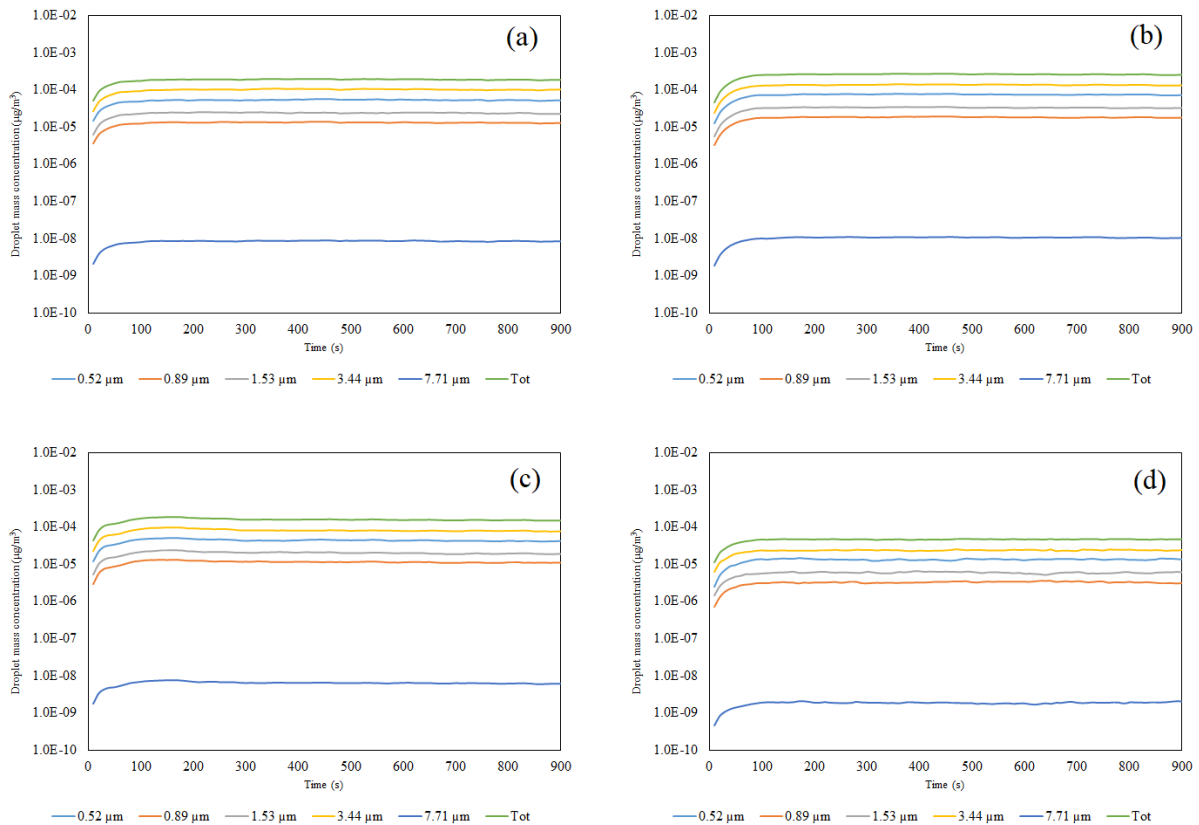 (a)
Droplet mass concentration (µg/m³)
1.0E-02
1.0E-03
1.0E-04
1.0E-05
1.0E-06
1.0E-07
1.0E-08
1.0E-09
1.0E-10
0 100 200 300 400 500 600 700 800 900
Time (s)
0.52 µm 0.89 µm 1.53 µm 3.44 µm 7.71 µm Tot
(b)
Droplet mass concentration (µg/m³)
1.0E-02
1.0E-03
1.0E-04
1.0E-05
1.0E-06
1.0E-07
1.0E-08
1.0E-09
1.0E-10
0 100 200 300 400 500 600 700 800 900
Time (s)
0.52 µm 0.89 µm 1.53 µm 3.44 µm 7.71 µm Tot
(c)
Droplet mass concentration (µg/m³)
1.0E-02
1.0E-03
1.0E-04
1.0E-05
1.0E-06
1.0E-07
1.0E-08
1.0E-09
1.0E-10
0 100 200 300 400 500 600 700 800 900
Time (s)
0.52 µm 0.89 µm 1.53 µm 3.44 µm 7.71 µm Tot
(d)
Droplet mass concentration (µg/m³)
1.0E-02
1.0E-03
1.0E-04
1.0E-05
1.0E-06
1.0E-07
1.0E-08
1.0E-09
1.0E-10
0 100 200 300 400 500 600 700 800 900
Time (s)
0.52 µm 0.89 µm 1.53 µm 3.44 µm 7.71 µm Tot